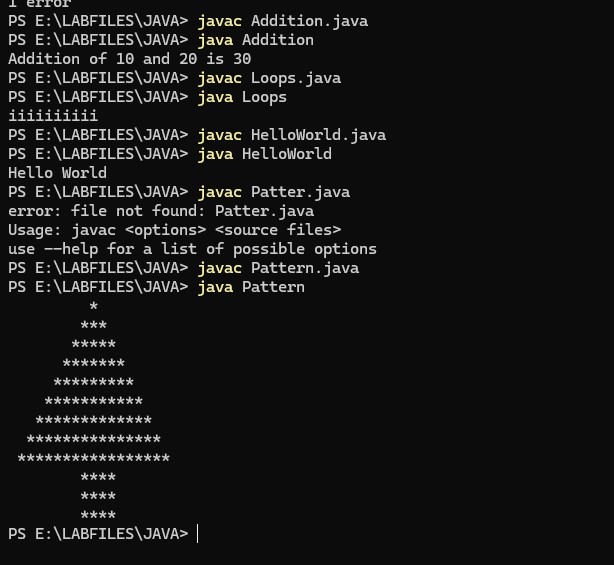 1 error
PS E:\LABFILES\JAVA> javac Addition.java
PS E:\LABFILES\JAVA> java Addition
Addition of 10 and 20 is 30
PS E:\LABFILES\JAVA> javac Loops.java
PS E:\LABFILES\JAVA> java Loops
iiiiiiiiii
PS E:\LABFILES\JAVA> javac HelloWorld.java
PS E:\LABFILES\JAVA> java HelloWorld
Hello World
PS E:\LABFILES\JAVA> javac Patter.java
error: file not found: Patter.java
Usage: javac <options> <source files>
use --help for a list of possible options
PS E:\LABFILES\JAVA> javac Pattern.java
PS E:\LABFILES\JAVA> java Pattern
         *
        ***
       *****
      *******
     *********
    ***********
   *************
  ***************
 *****************
        ****
        ****
        ****
PS E:\LABFILES\JAVA>